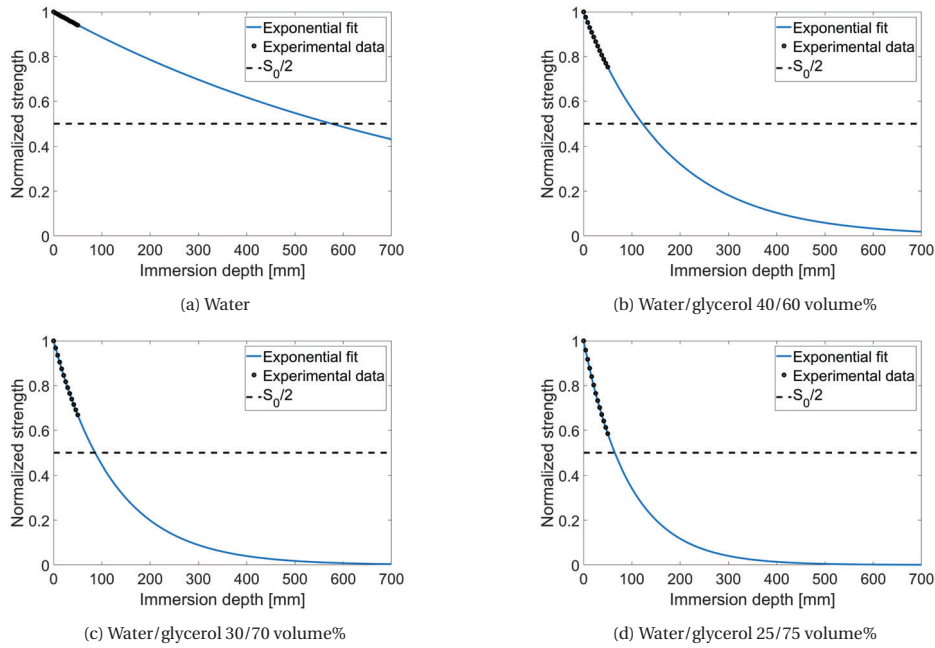 1
0.8
0.6
0.4
0.2
0
Normalized strength
Exponential fit
Experimental data
S₀/2
0 100 200 300 400 500 600 700
Immersion depth [mm]
(a) Water
1
0.8
0.6
0.4
0.2
0
Normalized strength
Exponential fit
Experimental data
S₀/2
0 100 200 300 400 500 600 700
Immersion depth [mm]
(b) Water/glycerol 40/60 volume%
1
0.8
0.6
0.4
0.2
0
Normalized strength
Exponential fit
Experimental data
S₀/2
0 100 200 300 400 500 600 700
Immersion depth [mm]
(c) Water/glycerol 30/70 volume%
1
0.8
0.6
0.4
0.2
0
Normalized strength
Exponential fit
Experimental data
S₀/2
0 100 200 300 400 500 600 700
Immersion depth [mm]
(d) Water/glycerol 25/75 volume%